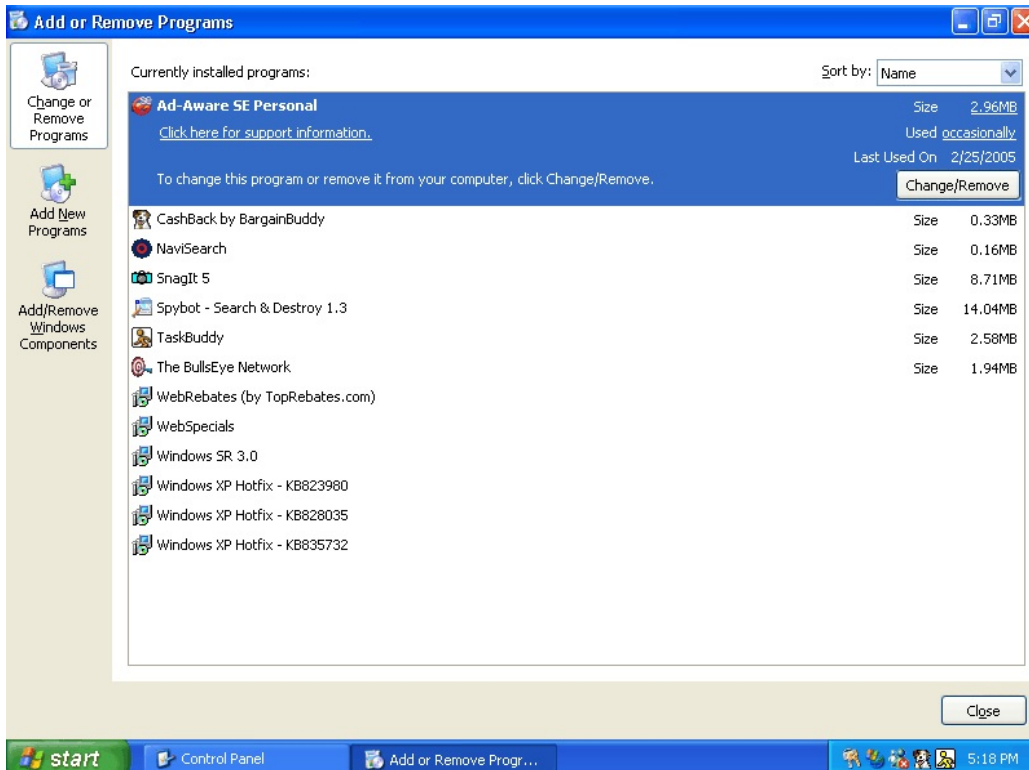 Add or Remove Programs
Change or
Remove
Programs
Add New
Programs
Add/Remove
Windows
Components
Currently installed programs:
Sort by: Name
Ad-Aware SE Personal Size 2.96MB
Click here for support information. Used occasionally
Last Used On 2/25/2005
To change this program or remove it from your computer, click Change/Remove. Change/Remove
CashBack by BargainBuddy Size 0.33MB
NaviSearch Size 0.16MB
SnagIt 5 Size 8.71MB
Spybot - Search & Destroy 1.3 Size 14.04MB
TaskBuddy Size 2.58MB
The BullsEye Network Size 1.94MB
WebRebates (by TopRebates.com)
WebSpecials
Windows SR 3.0
Windows XP Hotfix - KB823980
Windows XP Hotfix - KB828035
Windows XP Hotfix - KB835732
Close
start Control Panel Add or Remove Progr... 5:18 PM